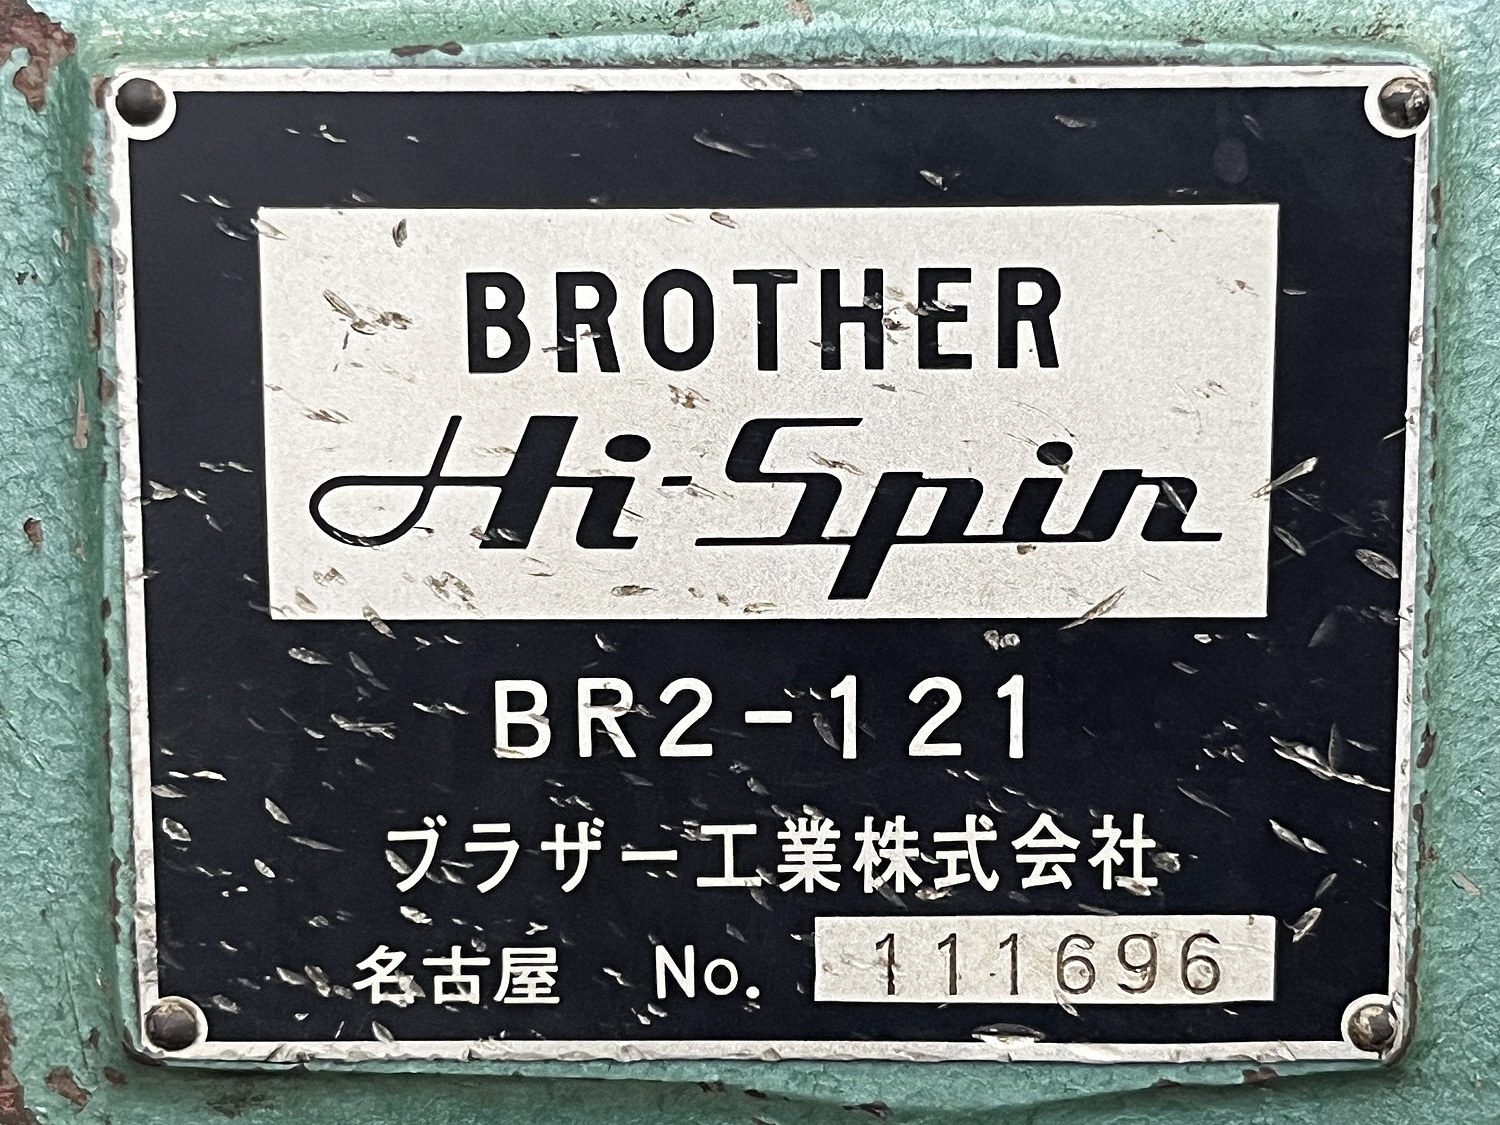 BROTHER
Hi-Spin
BR2-121
ブラザー工業株式会社
名古屋 No. 111696